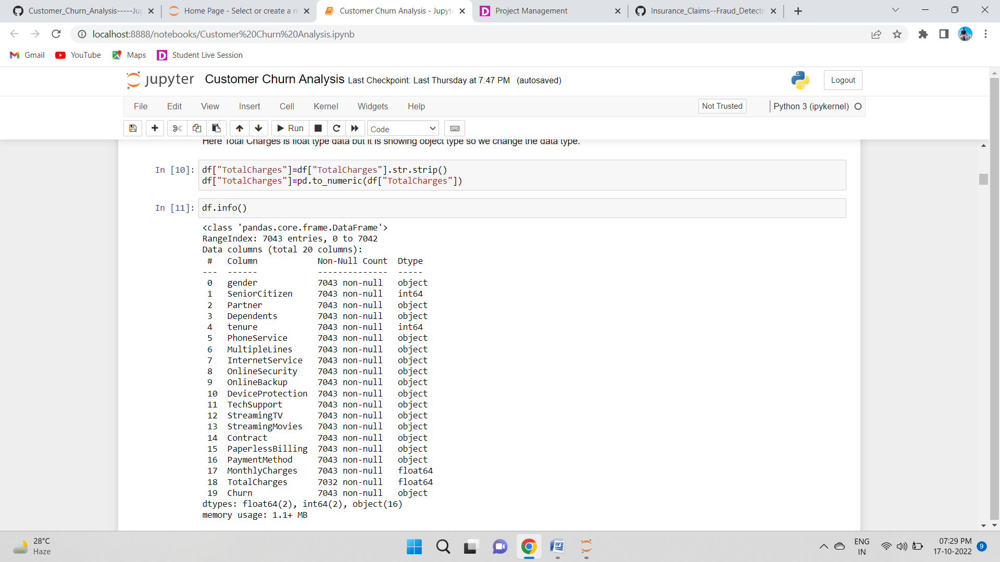 Customer_Churn_Analysis-----Jup
Home Page - Select or create a n
Customer Churn Analysis - Jupyte
Project Management
Insurance_Claims--Fraud_Detecti
localhost:8888/notebooks/Customer%20Churn%20Analysis.ipynb
Gmail YouTube Maps Student Live Session
jupyter Customer Churn Analysis Last Checkpoint: Last Thursday at 7:47 PM (autosaved)
Logout
File Edit View Insert Cell Kernel Widgets Help
Not Trusted
Python 3 (ipykernel)
Run
Code
Here Total Charges is float type data but it is showing object type so we change the data type.
In [10]: df["TotalCharges"]=df["TotalCharges"].str.strip()
df["TotalCharges"]=pd.to_numeric(df["TotalCharges"])
In [11]: df.info()
<class 'pandas.core.frame.DataFrame'>
RangeIndex: 7043 entries, 0 to 7042
Data columns (total 20 columns):
# Column Non-Null Count Dtype
--- ------ -------------- -----
0 gender 7043 non-null object
1 SeniorCitizen 7043 non-null int64
2 Partner 7043 non-null object
3 Dependents 7043 non-null object
4 tenure 7043 non-null int64
5 PhoneService 7043 non-null object
6 MultipleLines 7043 non-null object
7 InternetService 7043 non-null object
8 OnlineSecurity 7043 non-null object
9 OnlineBackup 7043 non-null object
10 DeviceProtection 7043 non-null object
11 TechSupport 7043 non-null object
12 StreamingTV 7043 non-null object
13 StreamingMovies 7043 non-null object
14 Contract 7043 non-null object
15 PaperlessBilling 7043 non-null object
16 PaymentMethod 7043 non-null object
17 MonthlyCharges 7043 non-null float64
18 TotalCharges 7032 non-null float64
19 Churn 7043 non-null object
dtypes: float64(2), int64(2), object(16)
memory usage: 1.1+ MB
28°C
Haze
ENG
IN
07:29 PM
17-10-2022
9